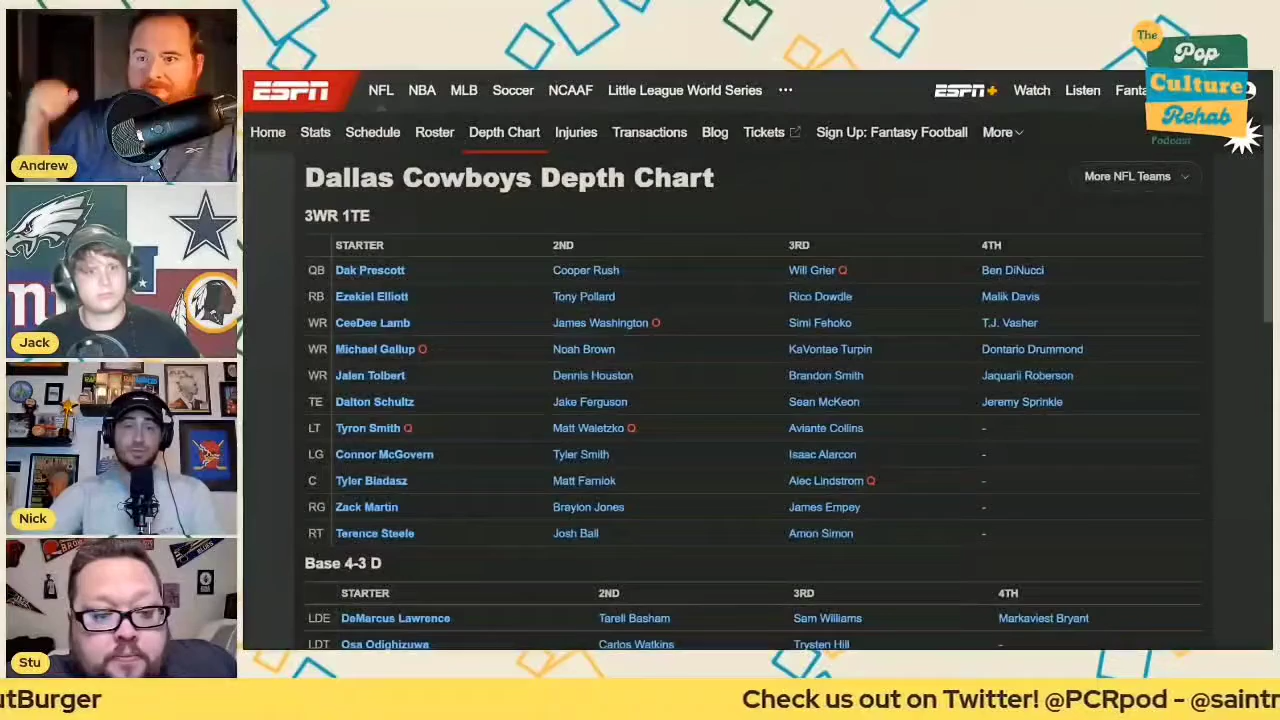 The
Pop
Culture
Rehab
Podcast
ESPN NFL NBA MLB Soccer NCAAF Little League World Series ••• ESPN+ Watch Listen Fanta
Home Stats Schedule Roster Depth Chart Injuries Transactions Blog Tickets Sign Up: Fantasy Football More
Dallas Cowboys Depth Chart More NFL Teams
3WR 1TE
STARTER 2ND 3RD 4TH
QB Dak Prescott Cooper Rush Will Grier Q Ben DiNucci
RB Ezekiel Elliott Tony Pollard Rico Dowdle Malik Davis
WR CeeDee Lamb James Washington O Simi Fehoko T.J. Vasher
WR Michael Gallup O Noah Brown KaVontae Turpin Dontario Drummond
WR Jalen Tolbert Dennis Houston Brandon Smith Jaquarii Roberson
TE Dalton Schultz Jake Ferguson Sean McKeon Jeremy Sprinkle
LT Tyron Smith Q Matt Waletzko Q Aviante Collins -
LG Connor McGovern Tyler Smith Isaac Alarcon -
C Tyler Biadasz Matt Farniok Alec Lindstrom Q -
RG Zack Martin Braylon Jones James Empey -
RT Terence Steele Josh Ball Amon Simon -
Base 4-3 D
STARTER 2ND 3RD 4TH
LDE DeMarcus Lawrence Tarell Basham Sam Williams Markaviest Bryant
LDT Osa Odighizuwa Carlos Watkins Trysten Hill -
Andrew
Jack
Nick
Stu
utBurger Check us out on Twitter! @PCRpod - @saintr